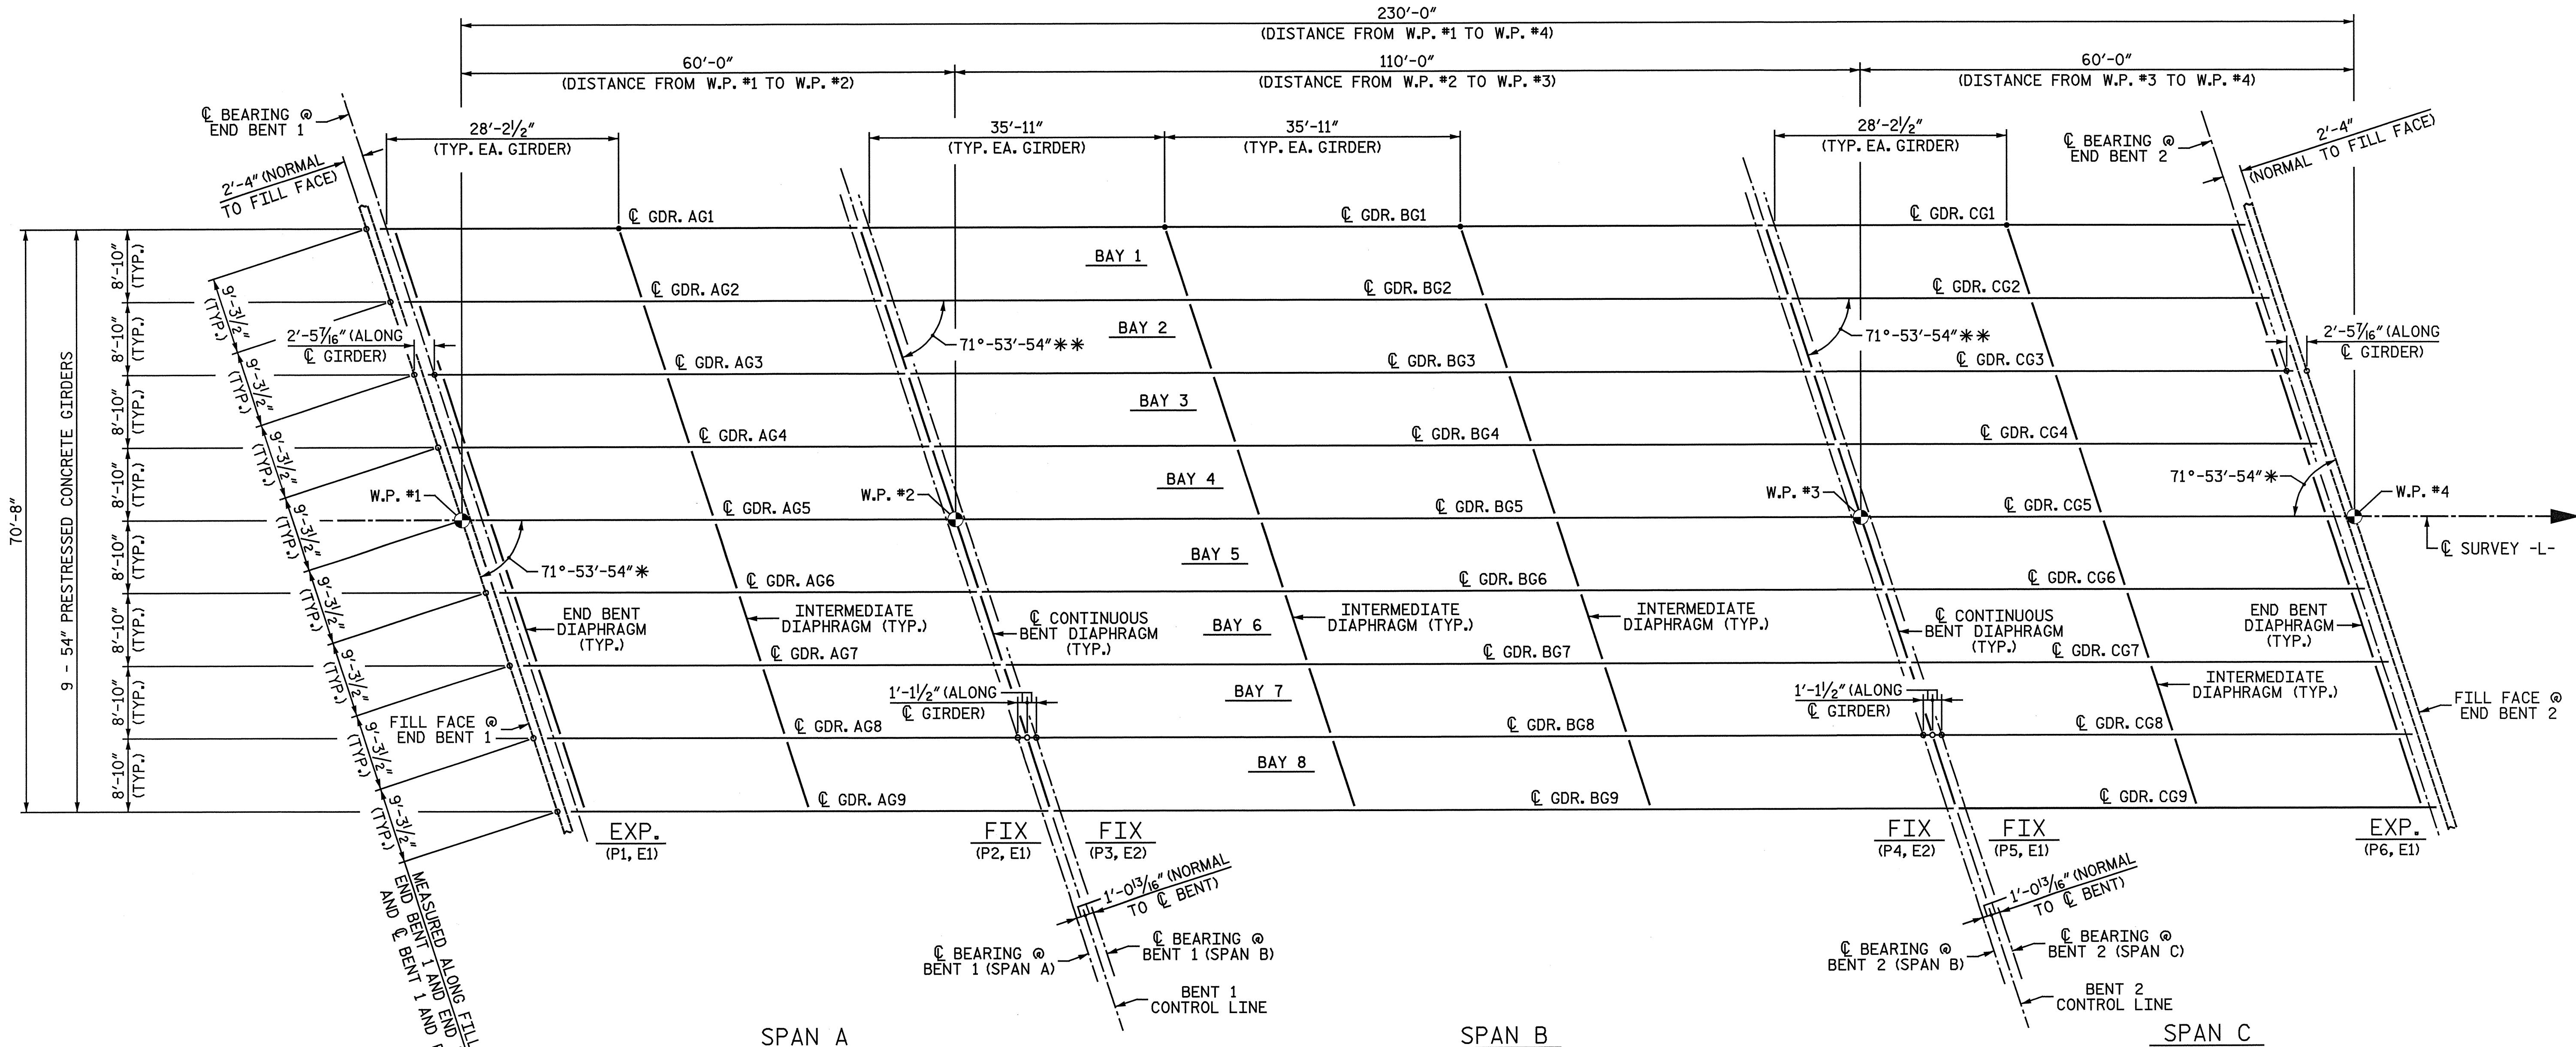 230'-0"
(DISTANCE FROM W.P. #1 TO W.P. #4)
60'-0"
(DISTANCE FROM W.P. #1 TO W.P. #2)
110'-0"
(DISTANCE FROM W.P. #2 TO W.P. #3)
60'-0"
(DISTANCE FROM W.P. #3 TO W.P. #4)
℄ BEARING @
END BENT 1
28'-2½"
(TYP. EA. GIRDER)
35'-11"
(TYP. EA. GIRDER)
35'-11"
(TYP. EA. GIRDER)
28'-2½"
(TYP. EA. GIRDER)
℄ BEARING @
END BENT 2
2'-4"
(NORMAL TO FILL FACE)
2'-4" (NORMAL
TO FILL FACE)
℄ GDR. AG1
℄ GDR. BG1
℄ GDR. CG1
8'-10"
(TYP.)
BAY 1
℄ GDR. AG2
℄ GDR. BG2
℄ GDR. CG2
9'-3½"
(TYP.)
8'-10"
(TYP.)
2'-5⁷⁄₁₆" (ALONG
℄ GIRDER)
BAY 2
71°-53'-54"✳✳
71°-53'-54"✳✳
2'-5⁷⁄₁₆" (ALONG
℄ GIRDER)
℄ GDR. AG3
℄ GDR. BG3
℄ GDR. CG3
9'-3½"
(TYP.)
8'-10"
(TYP.)
BAY 3
℄ GDR. AG4
℄ GDR. BG4
℄ GDR. CG4
9'-3½"
(TYP.)
70'-8"
9 - 54" PRESTRESSED CONCRETE GIRDERS
8'-10"
(TYP.)
BAY 4
71°-53'-54"✳
W.P. #1
W.P. #2
W.P. #3
W.P. #4
℄ GDR. AG5
℄ GDR. BG5
℄ GDR. CG5
9'-3½"
(TYP.)
8'-10"
(TYP.)
BAY 5
℄ SURVEY -L-
71°-53'-54"✳
℄ GDR. AG6
℄ GDR. BG6
℄ GDR. CG6
9'-3½"
(TYP.)
8'-10"
(TYP.)
END BENT
DIAPHRAGM
(TYP.)
INTERMEDIATE
DIAPHRAGM (TYP.)
℄ CONTINUOUS
BENT DIAPHRAGM
(TYP.)
BAY 6
INTERMEDIATE
DIAPHRAGM (TYP.)
INTERMEDIATE
DIAPHRAGM (TYP.)
℄ CONTINUOUS
BENT DIAPHRAGM
(TYP.)
END BENT
DIAPHRAGM
(TYP.)
℄ GDR. AG7
℄ GDR. BG7
℄ GDR. CG7
9'-3½"
(TYP.)
8'-10"
(TYP.)
1'-1½" (ALONG
℄ GIRDER)
BAY 7
1'-1½" (ALONG
℄ GIRDER)
INTERMEDIATE
DIAPHRAGM (TYP.)
FILL FACE @
END BENT 1
℄ GDR. AG8
℄ GDR. BG8
℄ GDR. CG8
FILL FACE @
END BENT 2
9'-3½"
(TYP.)
8'-10"
(TYP.)
BAY 8
℄ GDR. AG9
℄ GDR. BG9
℄ GDR. CG9
9'-3½"
(TYP.)
EXP.
(P1, E1)
FIX
(P2, E1)
FIX
(P3, E2)
FIX
(P4, E2)
FIX
(P5, E1)
EXP.
(P6, E1)
MEASURED ALONG FILL
END BENT 1 AND END
AND ℄ BENT 1 AND
1'-0¹³⁄₁₆" (NORMAL
TO ℄ BENT)
1'-0¹³⁄₁₆" (NORMAL
TO ℄ BENT)
℄ BEARING @
BENT 1 (SPAN A)
℄ BEARING @
BENT 1 (SPAN B)
℄ BEARING @
BENT 2 (SPAN B)
℄ BEARING @
BENT 2 (SPAN C)
BENT 1
CONTROL LINE
BENT 2
CONTROL LINE
SPAN A
SPAN B
SPAN C